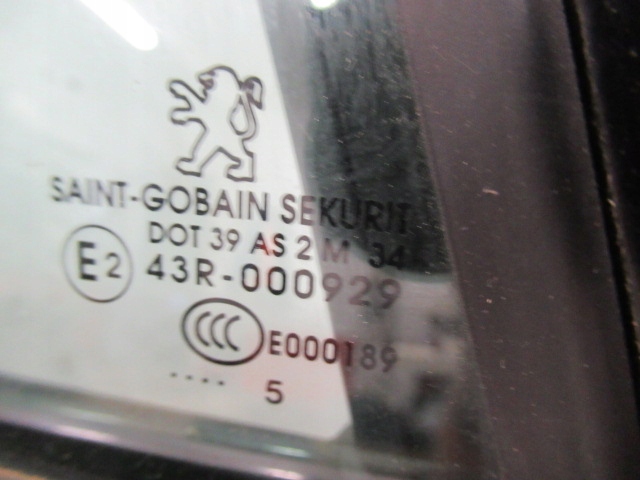 SAINT-GOBAIN SEKURIT
DOT 39 AS 2 M 34
E2 43R-000929
CCC E000189
.... 5